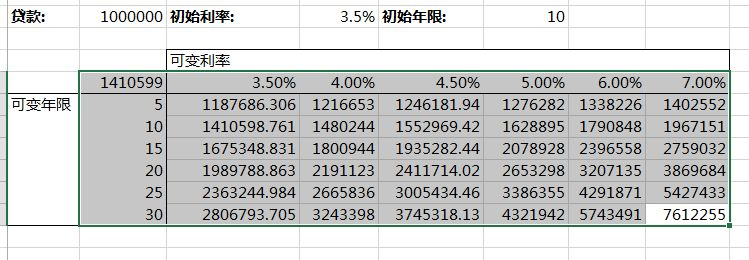 贷款: 1000000 初始利率: 3.5% 初始年限: 10
可变利率
1410599 3.50% 4.00% 4.50% 5.00% 6.00% 7.00%
可变年限 5 1187686.306 1216653 1246181.94 1276282 1338226 1402552
10 1410598.761 1480244 1552969.42 1628895 1790848 1967151
15 1675348.831 1800944 1935282.44 2078928 2396558 2759032
20 1989788.863 2191123 2411714.02 2653298 3207135 3869684
25 2363244.984 2665836 3005434.46 3386355 4291871 5427433
30 2806793.705 3243398 3745318.13 4321942 5743491 7612255